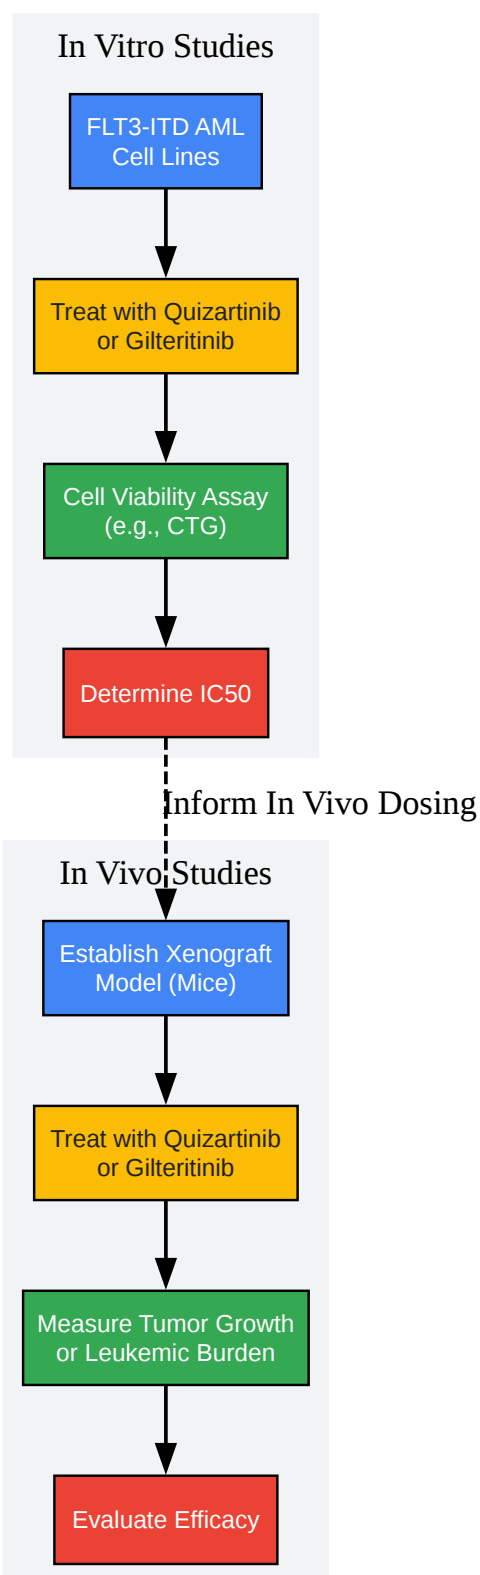 In Vitro Studies
FLT3-ITD AML
Cell Lines
Treat with Quizartinib
or Gilteritinib
Cell Viability Assay
(e.g., CTG)
Determine IC50
Inform In Vivo Dosing
In Vivo Studies
Establish Xenograft
Model (Mice)
Treat with Quizartinib
or Gilteritinib
Measure Tumor Growth
or Leukemic Burden
Evaluate Efficacy